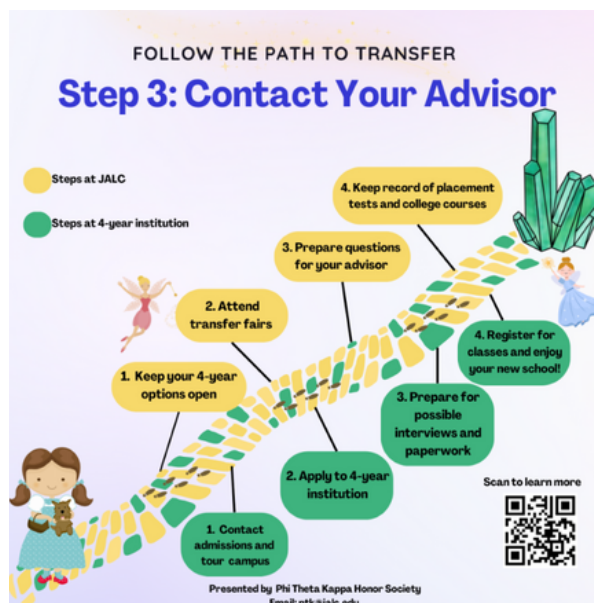 FOLLOW THE PATH TO TRANSFER
Step 3: Contact Your Advisor
Steps at JALC
Steps at 4-year institution
4. Keep record of placement
tests and college courses
3. Prepare questions
for your advisor
2. Attend
transfer fairs
1. Keep your 4-year
options open
4. Register for
classes and enjoy
your new school!
3. Prepare for
possible
interviews and
paperwork
2. Apply to 4-year
institution
1. Contact
admissions and
tour campus
Scan to learn more
Presented by Phi Theta Kappa Honor Society
Email: ptk@jalc.edu